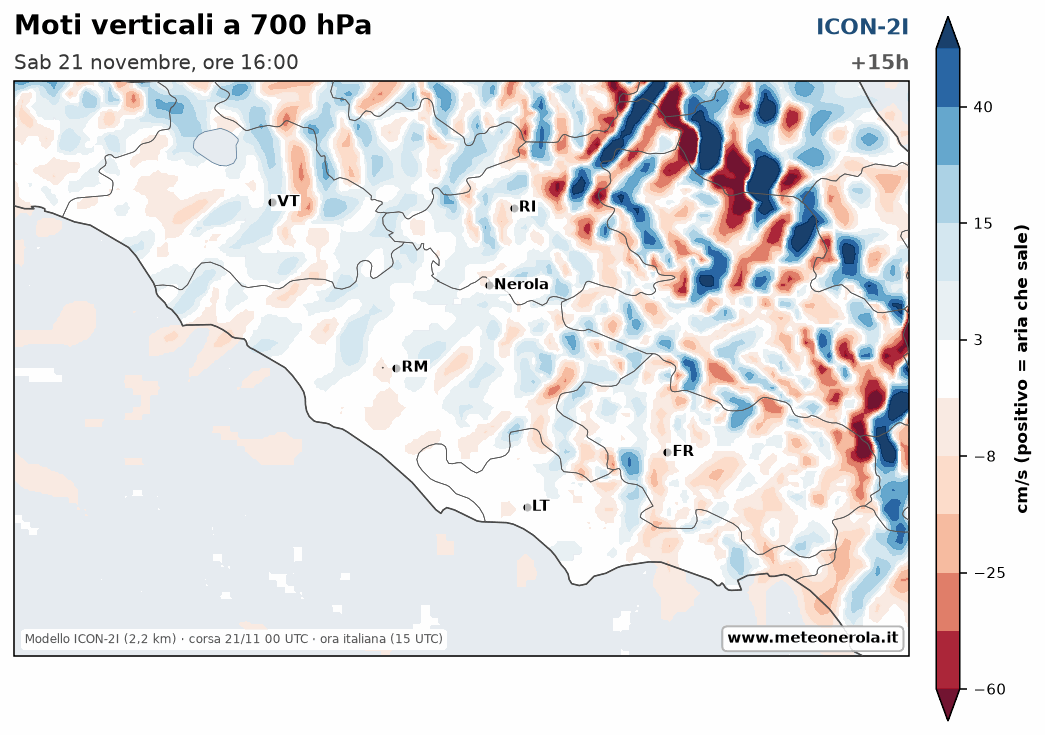 Moti verticali a 700 hPa
ICON-2I
Sab 21 novembre, ore 16:00
+15h
40
15
3
−8
−25
−60
cm/s (positivo = aria che sale)
VT
RI
Nerola
RM
FR
LT
Modello ICON-2I (2,2 km) · corsa 21/11 00 UTC · ora italiana (15 UTC)
www.meteonerola.it